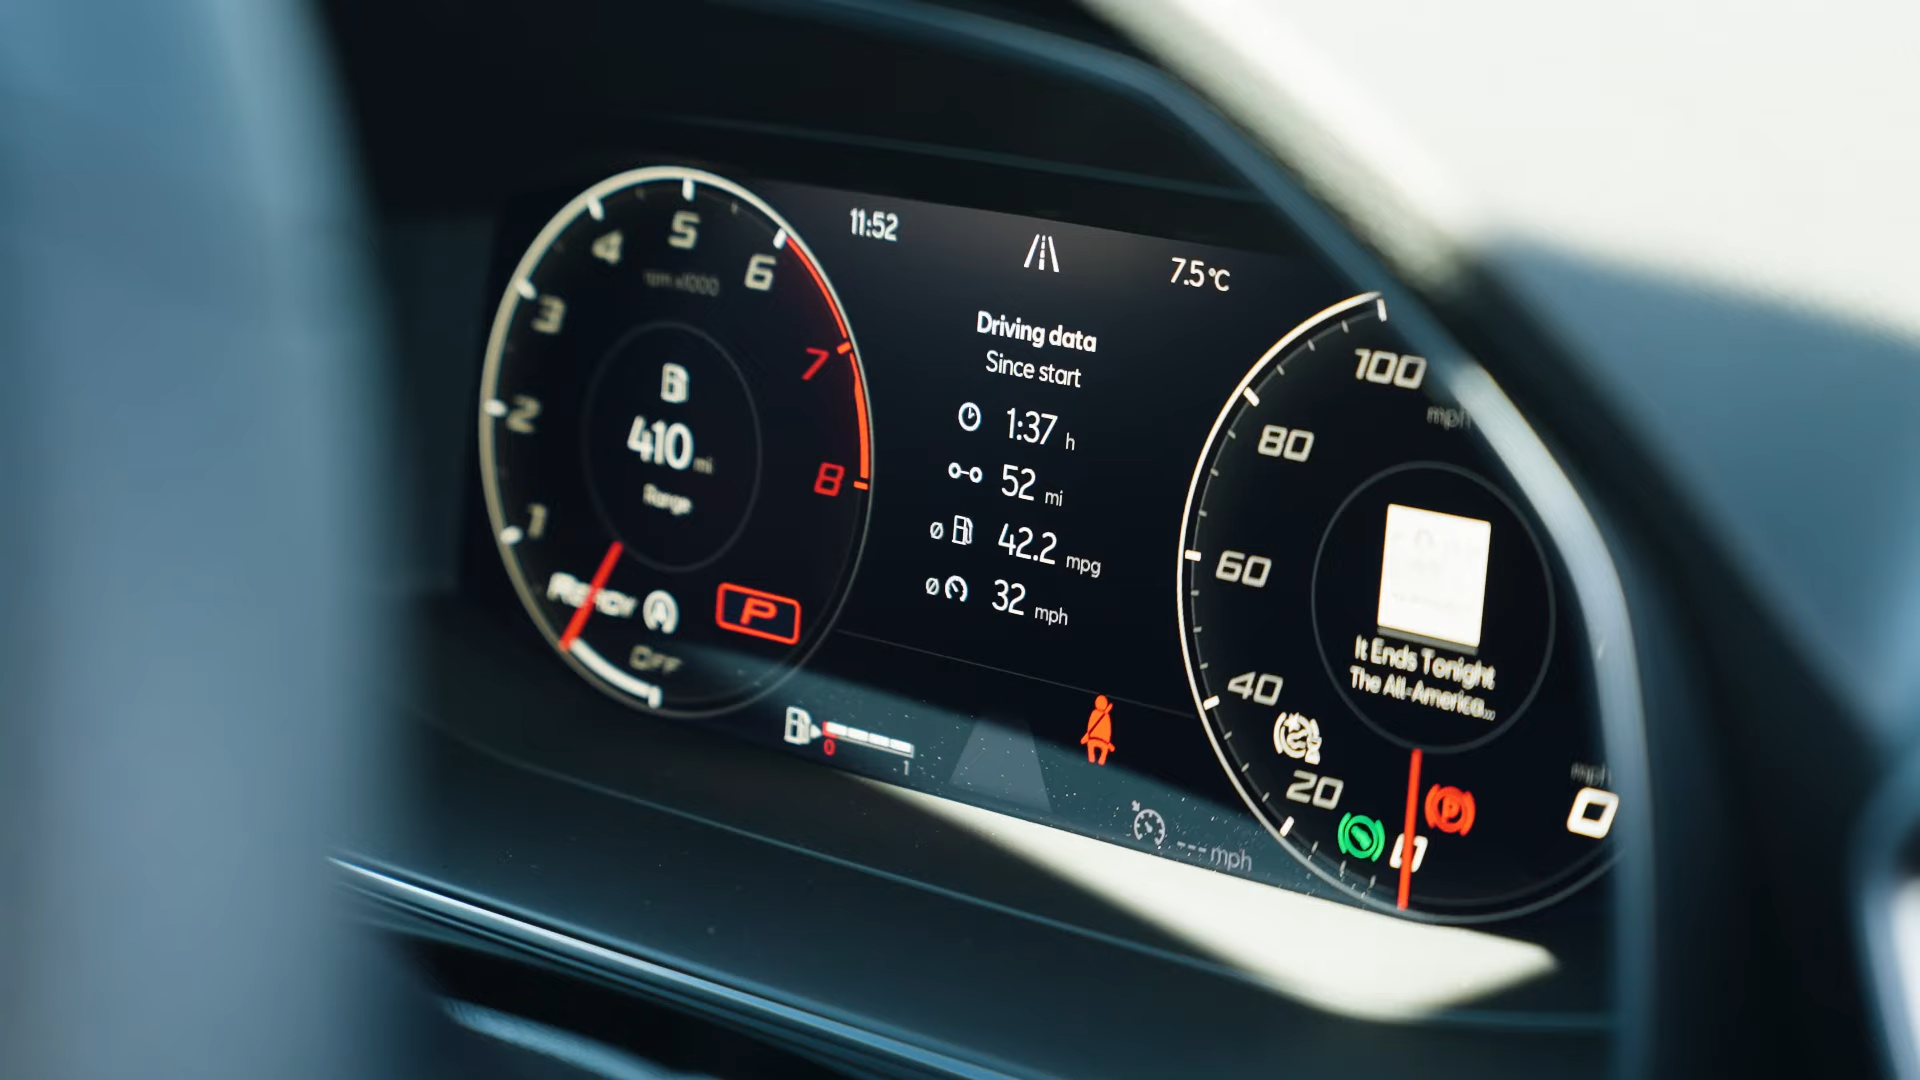 11:52
7.5 °C
Driving data
Since start
1:37 h
52 mi
Ø 42.2 mpg
Ø 32 mph
1
2
3
4
5
6
7
8
rpm x1000
410 mi
Range
READY A
P
OFF
0
1
--- mph
100
mph
80
60
40
20
It Ends Tonight
The All-America...
P
mph
0